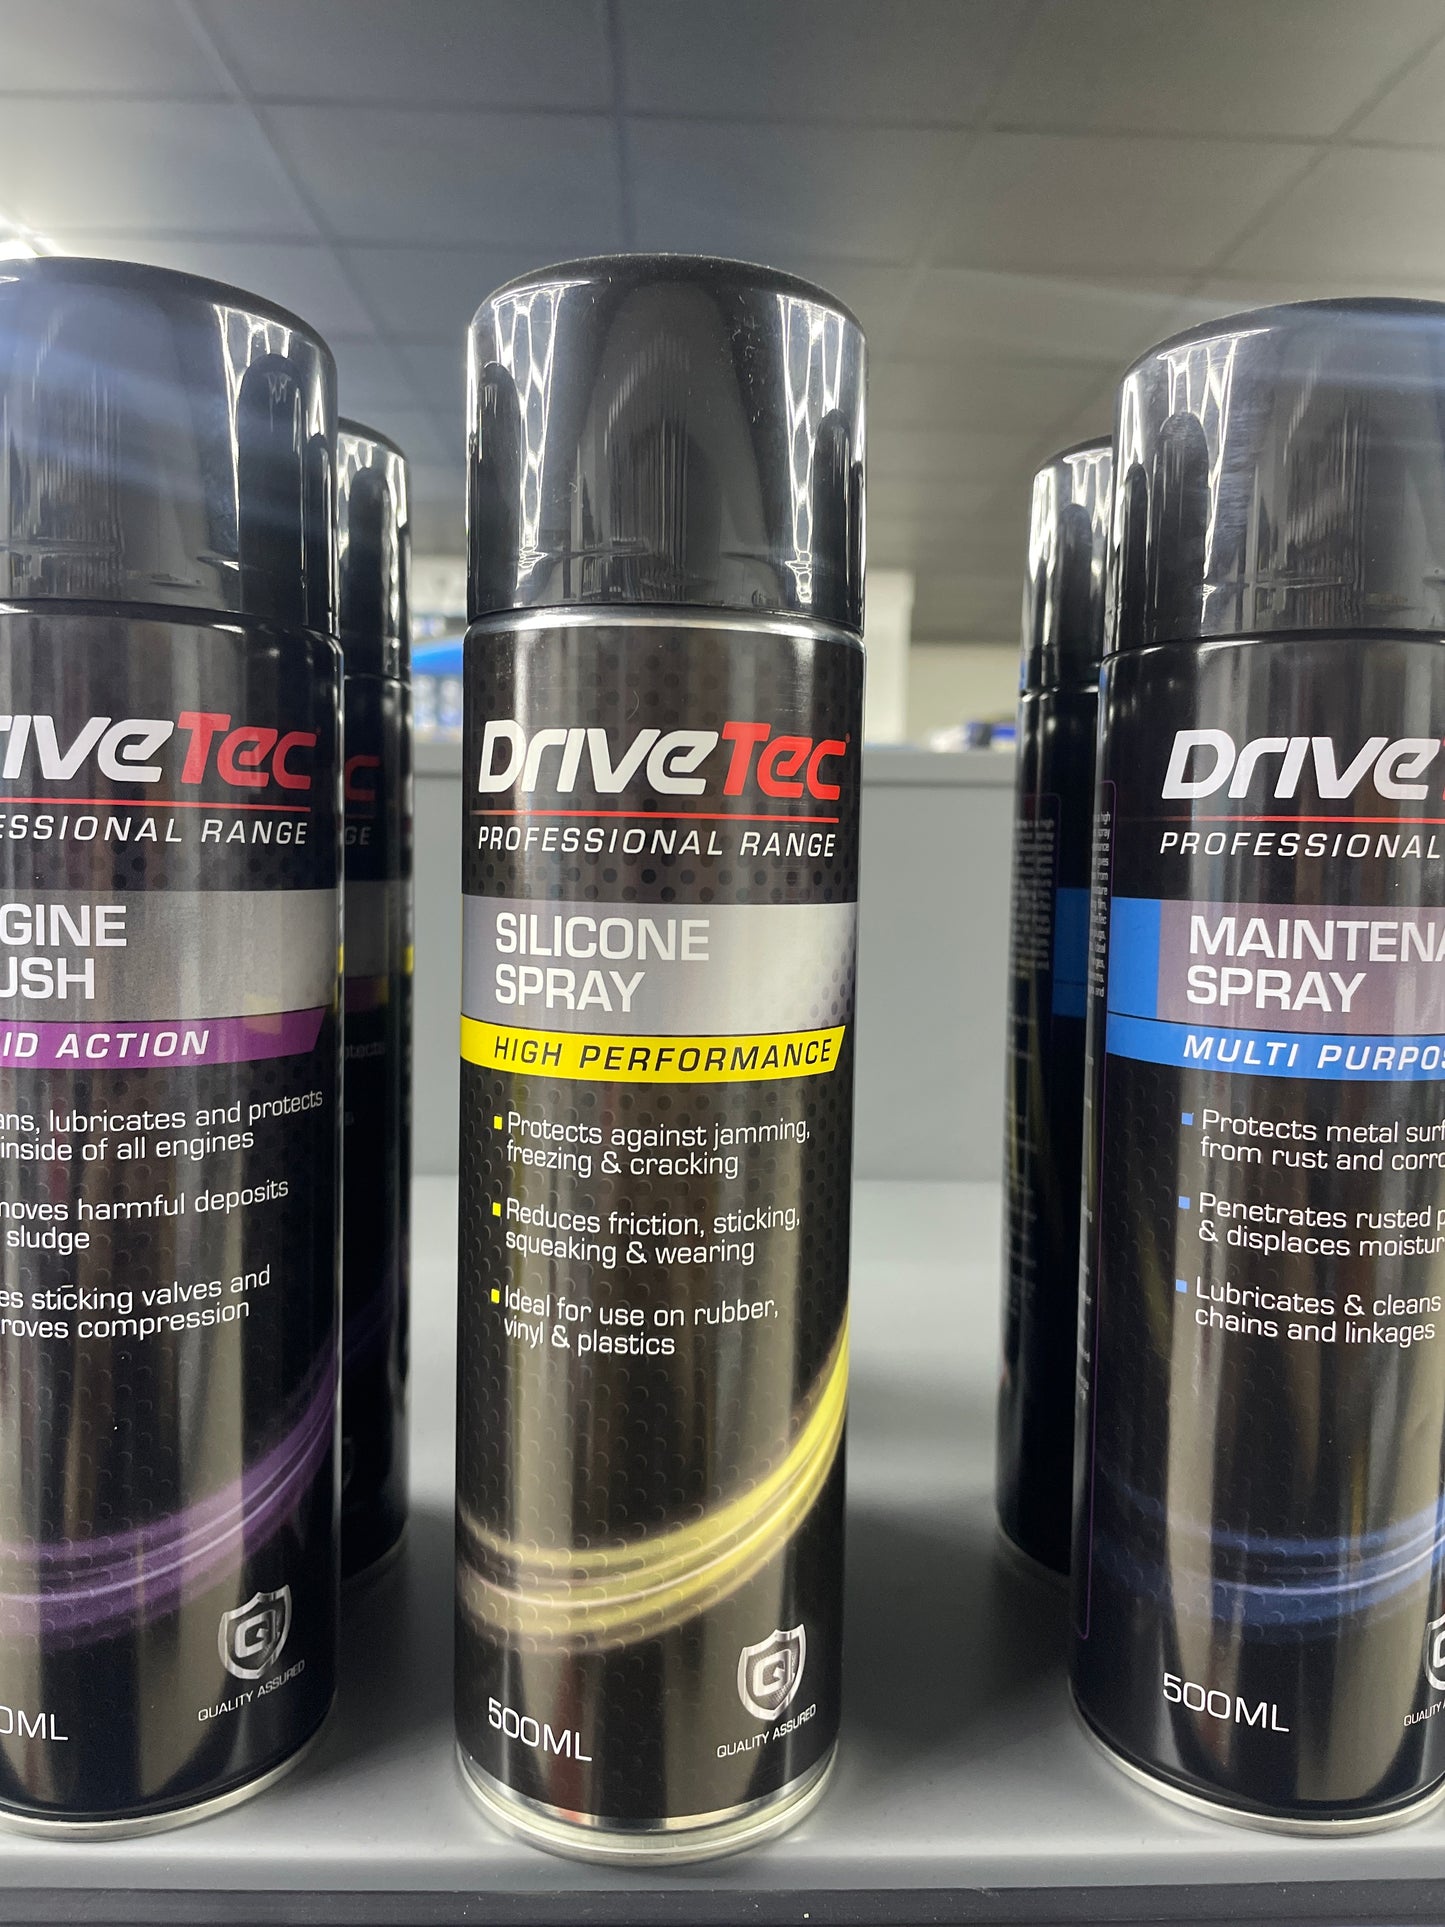 DRIVETEC
PROFESSIONAL RANGE
SILICONE
SPRAY
HIGH PERFORMANCE
Protects against jamming,
freezing & cracking
Reduces friction, sticking,
squeaking & wearing
Ideal for use on rubber,
vinyl & plastics
500ML
QUALITY ASSURED
IVETEC
ESSIONAL RANGE
GINE
USH
ID ACTION
ans, lubricates and protects
inside of all engines
moves harmful deposits
sludge
es sticking valves and
roves compression
0ML
QUALITY ASSURED
DRIVET
PROFESSIONAL
MAINTENA
SPRAY
MULTI PURPOS
Protects metal surf
from rust and corro
Penetrates rusted p
& displaces moistur
Lubricates & cleans
chains and linkages
500ML
QUALITY